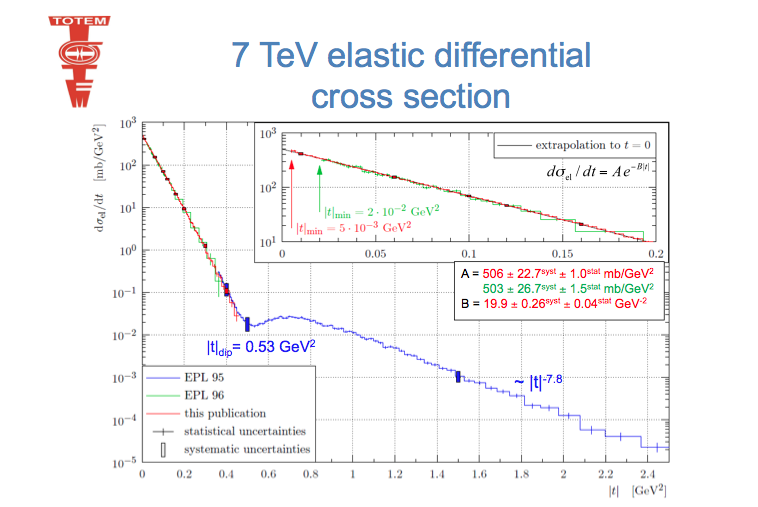 TOTEM
7 TeV elastic differential
cross section
dσel/dt [mb/GeV²]
10³
10²
10¹
10⁰
10⁻¹
10⁻²
10⁻³
10⁻⁴
10⁻⁵
10³
10²
10¹
extrapolation to t = 0
dσel / dt = A e^−B|t|
|t|min = 2 · 10⁻² GeV²
|t|min = 5 · 10⁻³ GeV²
0 0.05 0.1 0.15 0.2
A = 506 ± 22.7syst ± 1.0stat mb/GeV²
503 ± 26.7syst ± 1.5stat mb/GeV²
B = 19.9 ± 0.26syst ± 0.04stat GeV⁻²
|t|dip= 0.53 GeV²
~ |t|⁻⁷·⁸
EPL 95
EPL 96
this publication
statistical uncertainties
systematic uncertainties
0 0.2 0.4 0.6 0.8 1 1.2 1.4 1.6 1.8 2 2.2 2.4
|t| [GeV²]